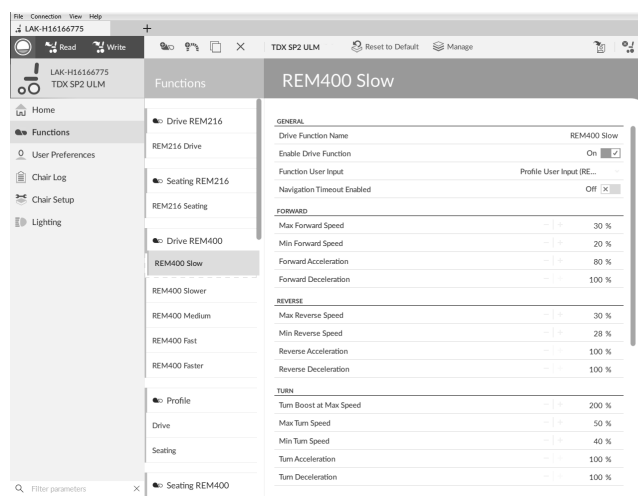 File Connection View Help
LAK-H16166775 +
Read Write TDX SP2 ULM Reset to Default Manage
LAK-H16166775
TDX SP2 ULM
Home
Functions
User Preferences
Chair Log
Chair Setup
Lighting
Filter parameters
Functions
Drive REM216
REM216 Drive
Seating REM216
REM216 Seating
Drive REM400
REM400 Slow
REM400 Slower
REM400 Medium
REM400 Fast
REM400 Faster
Profile
Drive
Seating
Seating REM400
REM400 Slow
GENERAL
Drive Function Name REM400 Slow
Enable Drive Function On
Function User Input Profile User Input (RE...
Navigation Timeout Enabled Off
FORWARD
Max Forward Speed - + 30 %
Min Forward Speed - + 20 %
Forward Acceleration - + 80 %
Forward Deceleration - + 100 %
REVERSE
Max Reverse Speed - + 30 %
Min Reverse Speed - + 28 %
Reverse Acceleration - + 100 %
Reverse Deceleration - + 100 %
TURN
Turn Boost at Max Speed - + 200 %
Max Turn Speed - + 50 %
Min Turn Speed - + 40 %
Turn Acceleration - + 100 %
Turn Deceleration - + 100 %